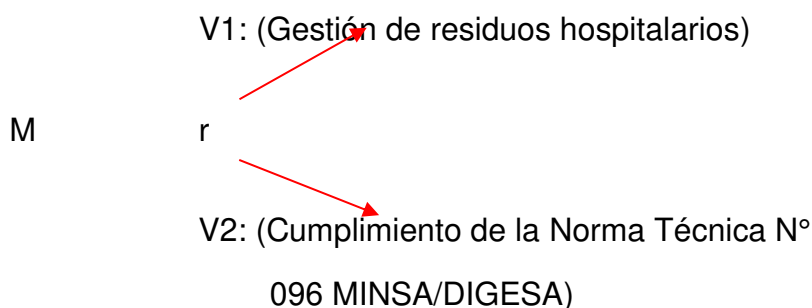 V1: (Gestión de residuos hospitalarios)
M r
V2: (Cumplimiento de la Norma Técnica N°
096 MINSA/DIGESA)